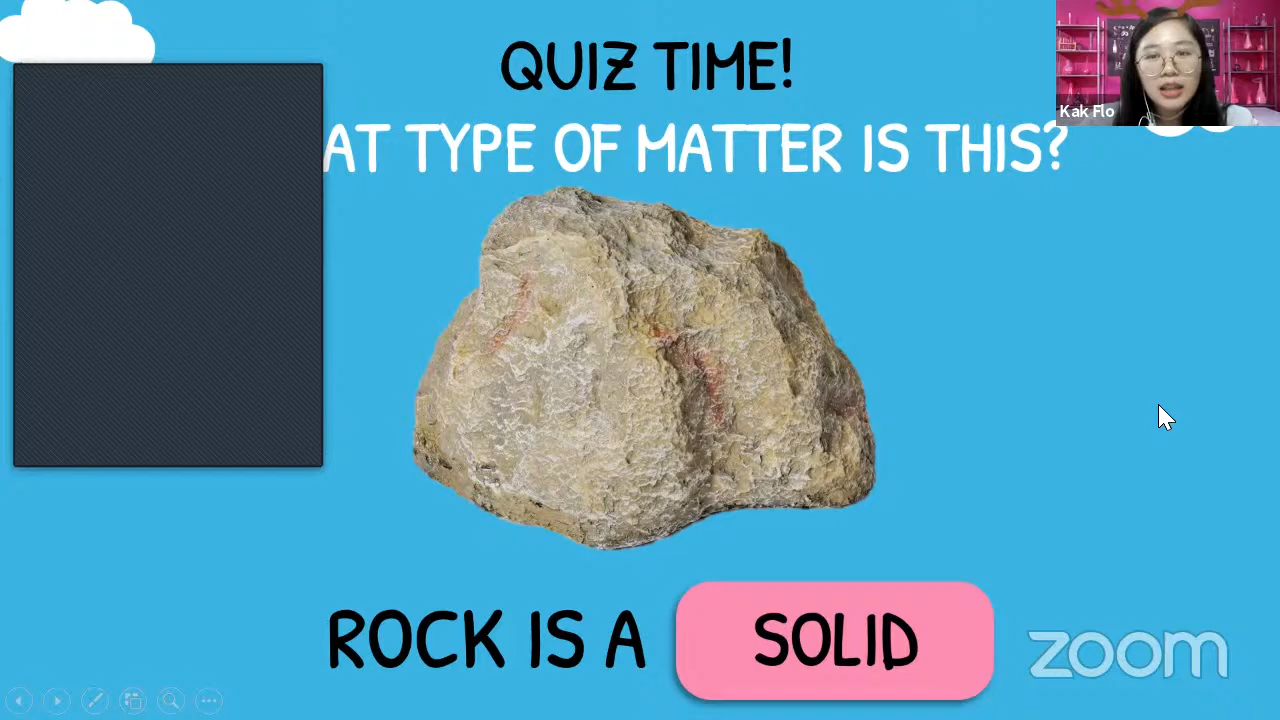 QUIZ TIME!
AT TYPE OF MATTER IS THIS?
Kak Flo
ROCK IS A SOLID
zoom